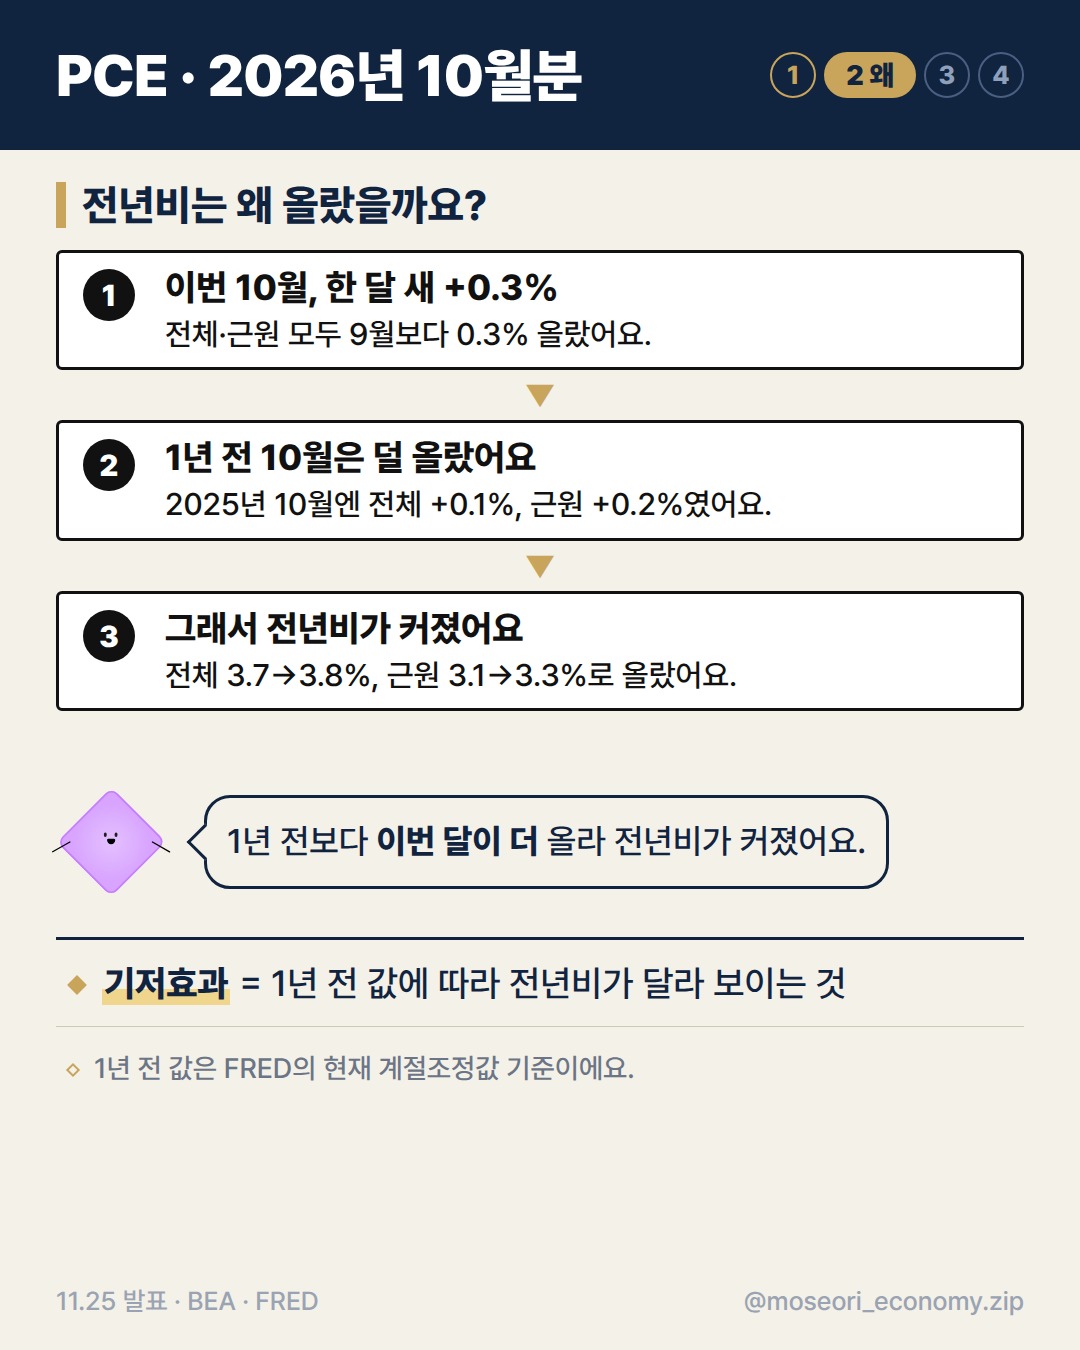 PCE · 2026년 10월분
1
2 왜
3
4
전년비는 왜 올랐을까요?
1
이번 10월, 한 달 새 +0.3%
전체·근원 모두 9월보다 0.3% 올랐어요.
2
1년 전 10월은 덜 올랐어요
2025년 10월엔 전체 +0.1%, 근원 +0.2%였어요.
3
그래서 전년비가 커졌어요
전체 3.7→3.8%, 근원 3.1→3.3%로 올랐어요.
1년 전보다 이번 달이 더 올라 전년비가 커졌어요.
기저효과 = 1년 전 값에 따라 전년비가 달라 보이는 것
1년 전 값은 FRED의 현재 계절조정값 기준이에요.
11.25 발표 · BEA · FRED
@moseori_economy.zip